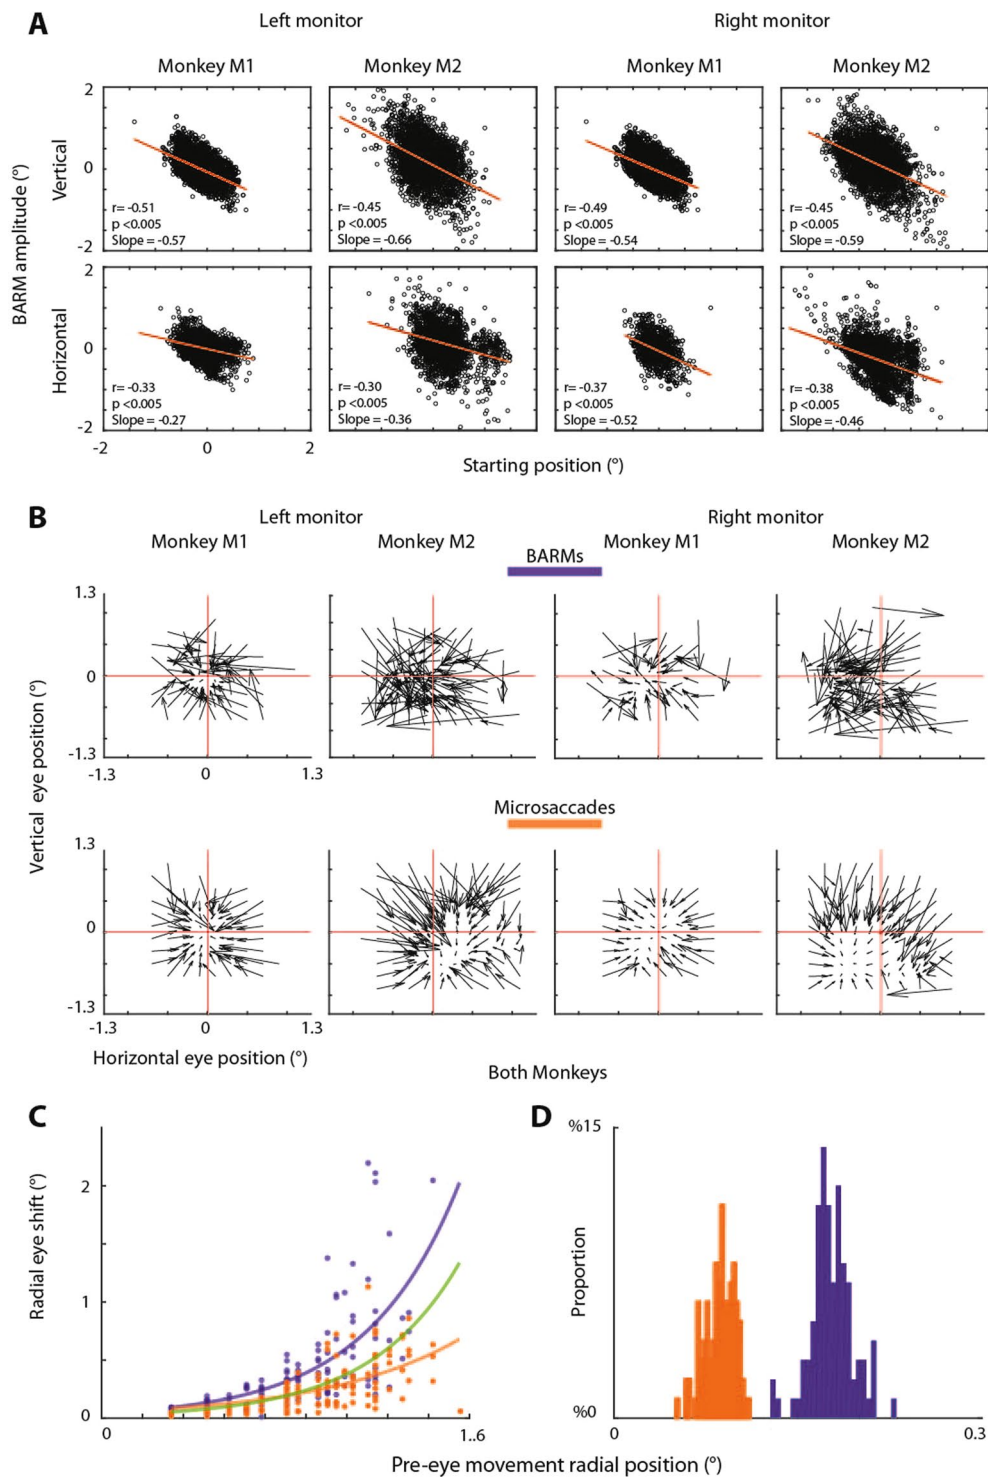 A
Left monitor
Right monitor
Monkey M1
Monkey M2
Monkey M1
Monkey M2
BARM amplitude (°)
Vertical
2
0
-2
r= -0.51
p <0.005
Slope = -0.57
r= -0.45
p <0.005
Slope = -0.66
r= -0.49
p <0.005
Slope = -0.54
r= -0.45
p <0.005
Slope = -0.59
Horizontal
2
0
-2
r= -0.33
p <0.005
Slope = -0.27
r= -0.30
p <0.005
Slope = -0.36
r= -0.37
p <0.005
Slope = -0.52
r= -0.38
p <0.005
Slope = -0.46
-2
0
2
Starting position (°)
B
Left monitor
Right monitor
Monkey M1
Monkey M2
BARMs
Monkey M1
Monkey M2
Vertical eye position (°)
1.3
0
-1.3
-1.3
0
1.3
Microsaccades
1.3
0
-1.3
-1.3
0
1.3
Horizontal eye position (°)
Both Monkeys
C
Radial eye shift (°)
2
1
0
0
1..6
D
%15
Proportion
%0
0
0.3
Pre-eye movement radial position (°)